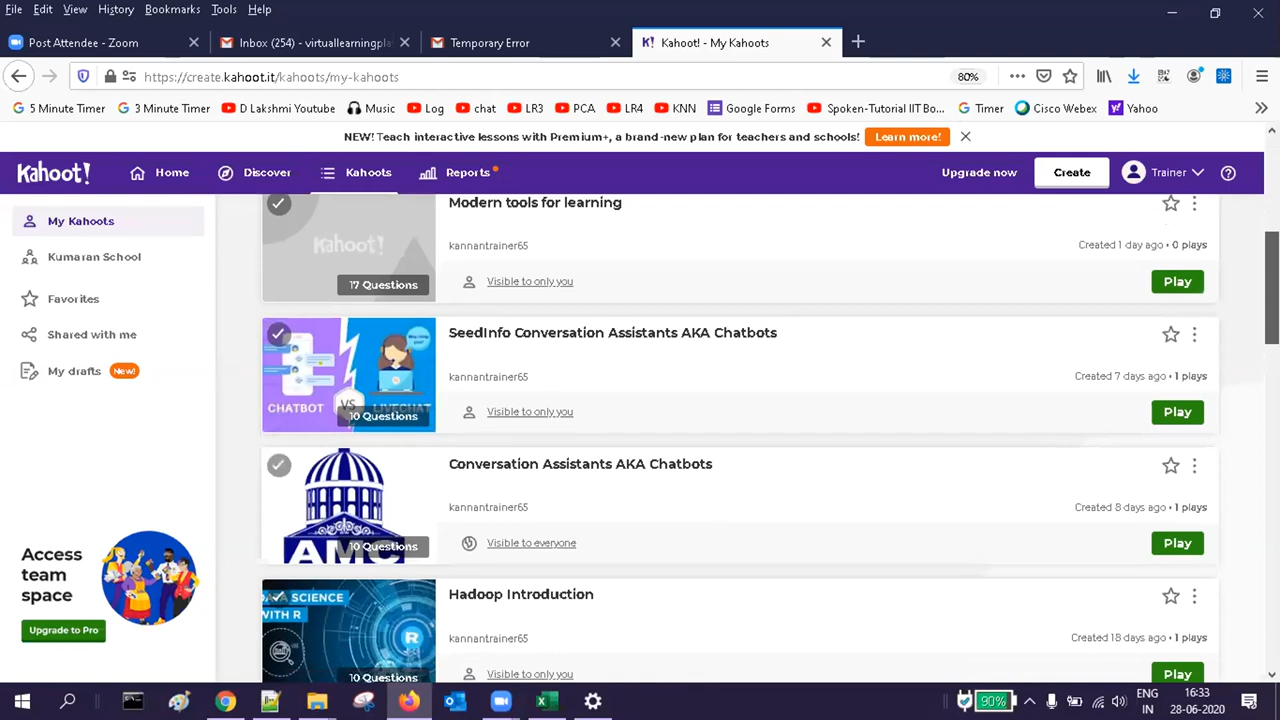 File Edit View History Bookmarks Tools Help
Post Attendee - Zoom
Inbox (254) - virtuallearningpla
Temporary Error
K! Kahoot! - My Kahoots
https://create.kahoot.it/kahoots/my-kahoots
80%
5 Minute Timer
3 Minute Timer
D Lakshmi Youtube
Music
Log
chat
LR3
PCA
LR4
KNN
Google Forms
Spoken-Tutorial IIT Bo...
Timer
Cisco Webex
Yahoo
NEW! Teach interactive lessons with Premium+, a brand-new plan for teachers and schools! Learn more!
Kahoot! Home Discover Kahoots Reports Upgrade now Create Trainer
My Kahoots
Kumaran School
Favorites
Shared with me
My drafts New!
Access
team
space
Upgrade to Pro
Kahoot!
17 Questions
Modern tools for learning
kannantrainer65
Created 1 day ago • 0 plays
Visible to only you
Play
CHATBOT VS LIVECHAT
10 Questions
SeedInfo Conversation Assistants AKA Chatbots
kannantrainer65
Created 7 days ago • 1 plays
Visible to only you
Play
AMC
10 Questions
Conversation Assistants AKA Chatbots
kannantrainer65
Created 8 days ago • 1 plays
Visible to everyone
Play
DATA SCIENCE
WITH R
R
10 Questions
Hadoop Introduction
kannantrainer65
Created 18 days ago • 1 plays
Visible to only you
Play
90%
ENG
IN
16:33
28-06-2020